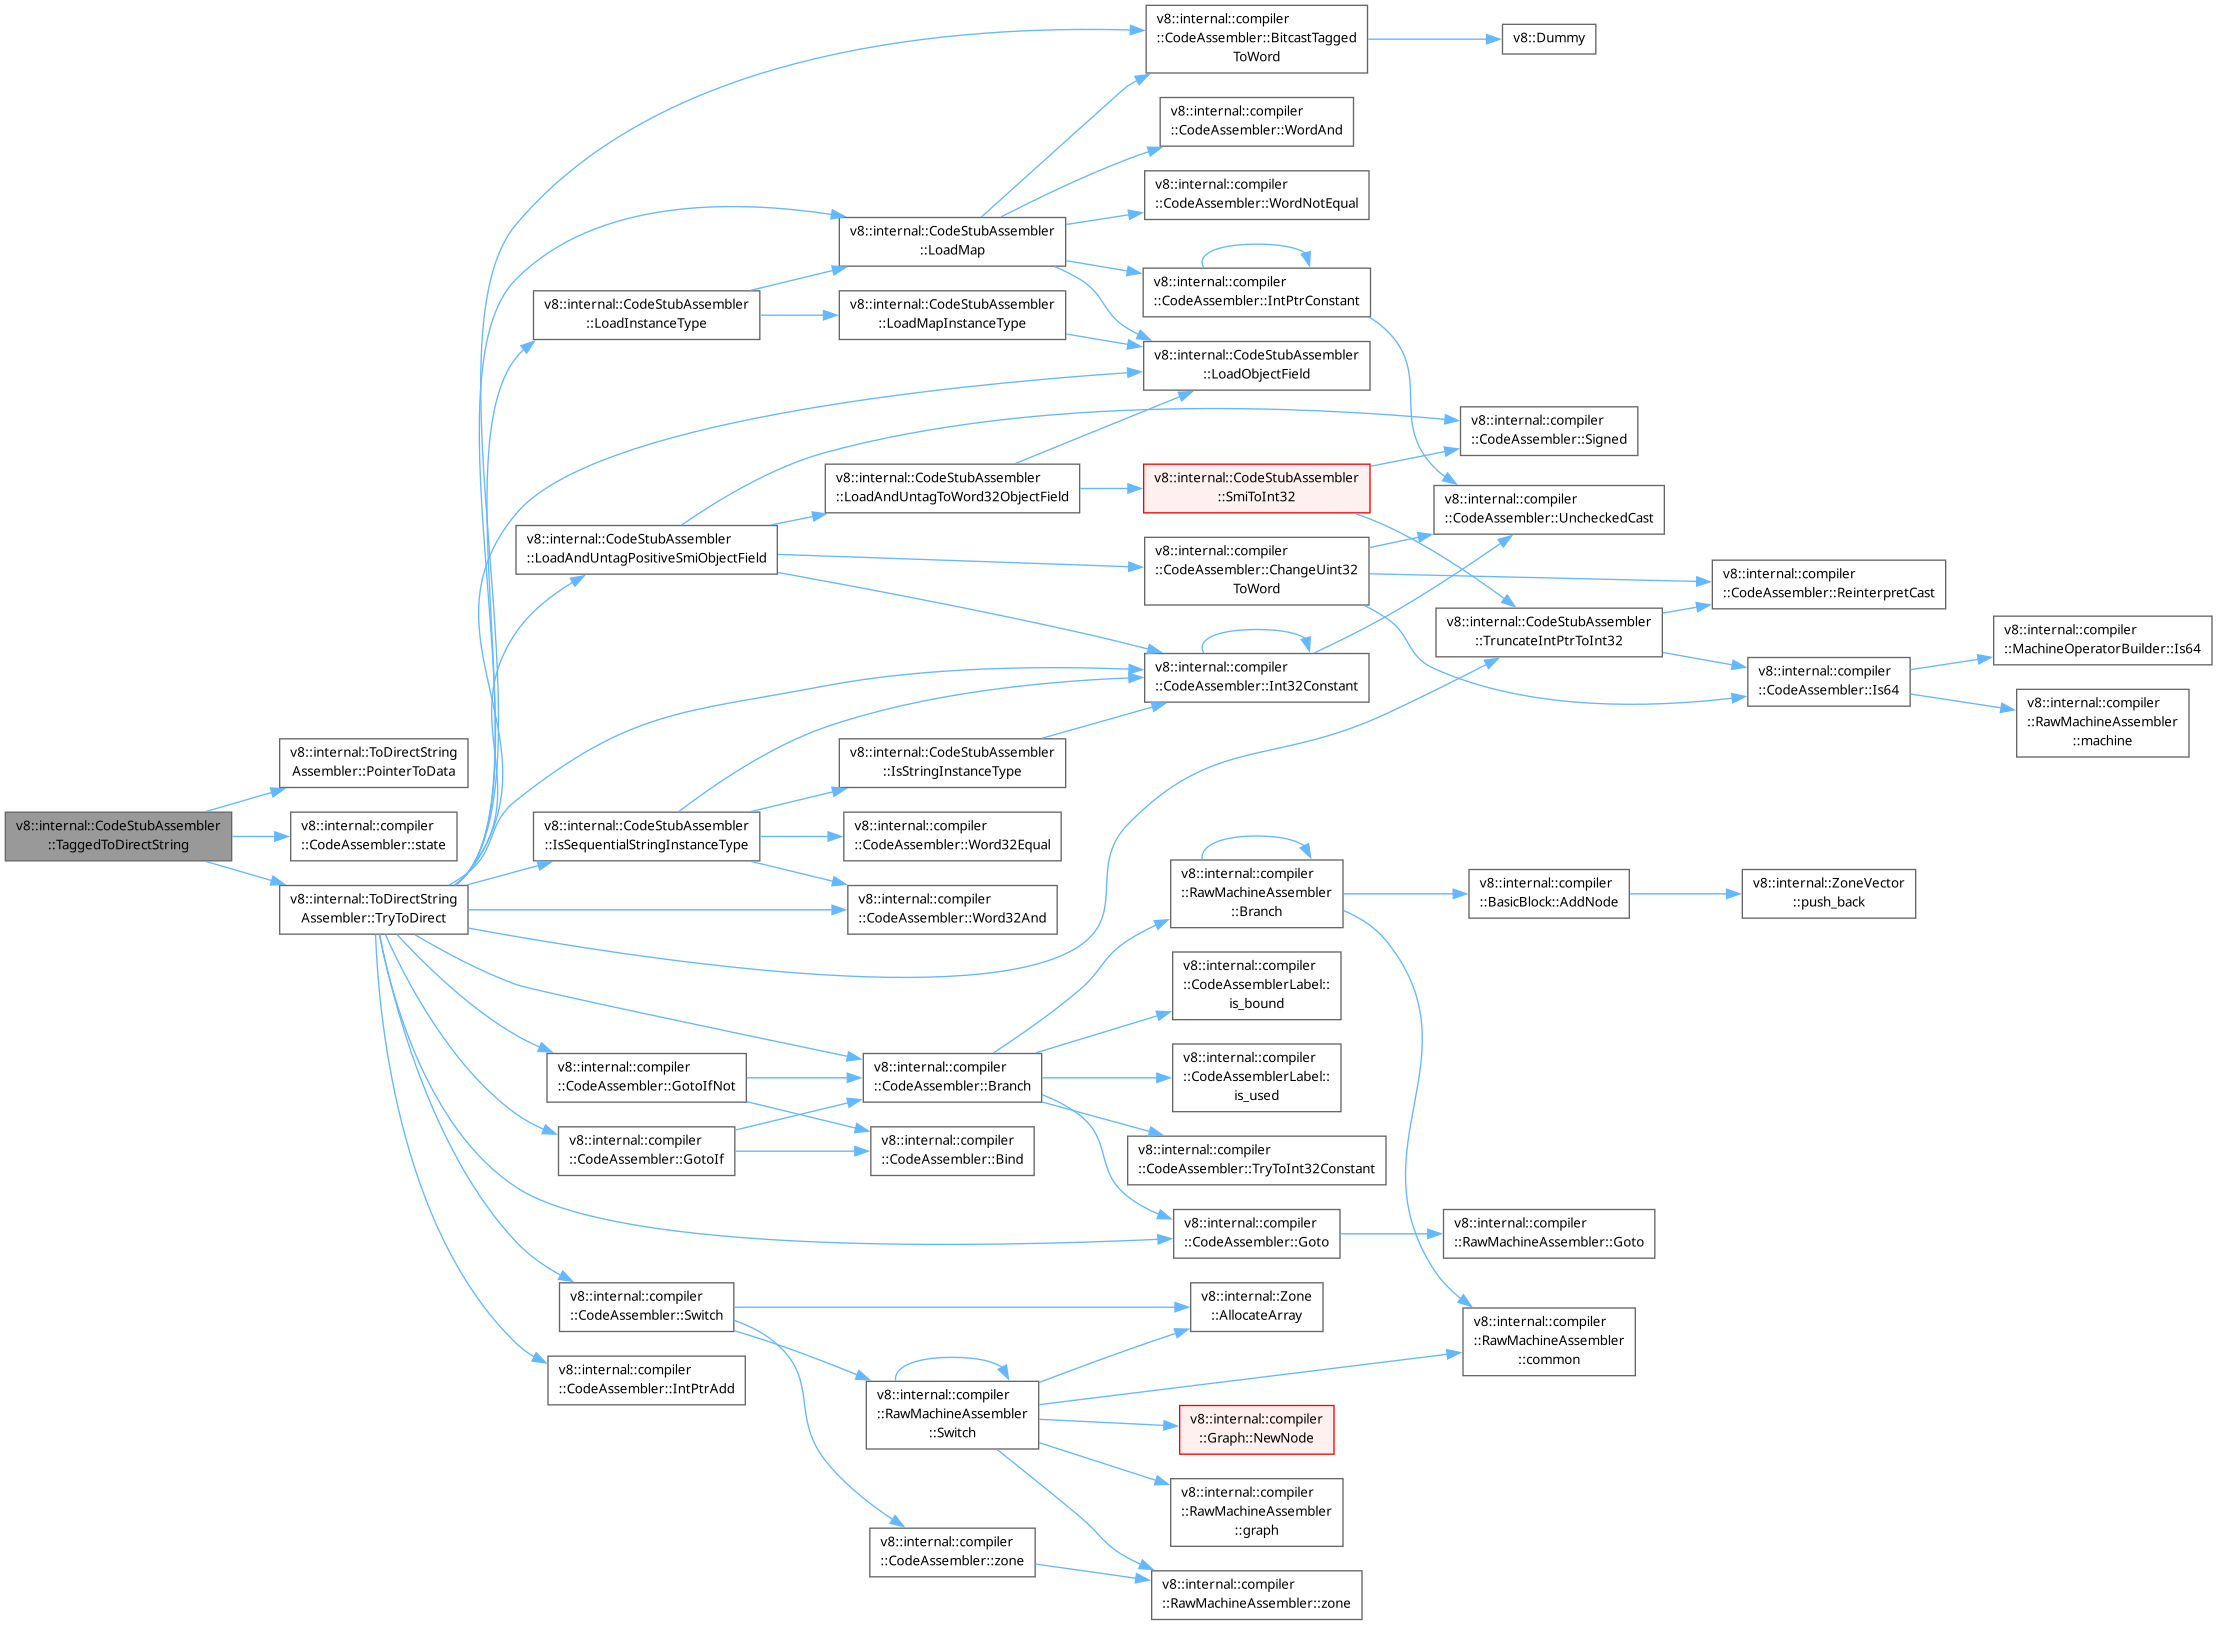 v8::internal::CodeStubAssembler
::TaggedToDirectString
v8::internal::ToDirectString
Assembler::PointerToData
v8::internal::compiler
::CodeAssembler::state
v8::internal::ToDirectString
Assembler::TryToDirect
v8::internal::CodeStubAssembler
::LoadInstanceType
v8::internal::CodeStubAssembler
::LoadAndUntagPositiveSmiObjectField
v8::internal::CodeStubAssembler
::IsSequentialStringInstanceType
v8::internal::compiler
::CodeAssembler::GotoIfNot
v8::internal::compiler
::CodeAssembler::GotoIf
v8::internal::compiler
::CodeAssembler::Switch
v8::internal::compiler
::CodeAssembler::IntPtrAdd
v8::internal::CodeStubAssembler
::LoadMap
v8::internal::CodeStubAssembler
::LoadMapInstanceType
v8::internal::CodeStubAssembler
::LoadAndUntagToWord32ObjectField
v8::internal::CodeStubAssembler
::IsStringInstanceType
v8::internal::compiler
::CodeAssembler::Word32Equal
v8::internal::compiler
::CodeAssembler::Word32And
v8::internal::compiler
::CodeAssembler::Branch
v8::internal::compiler
::CodeAssembler::Bind
v8::internal::compiler
::RawMachineAssembler
::Switch
v8::internal::compiler
::CodeAssembler::zone
v8::internal::compiler
::CodeAssembler::BitcastTagged
ToWord
v8::internal::compiler
::CodeAssembler::WordAnd
v8::internal::compiler
::CodeAssembler::WordNotEqual
v8::internal::compiler
::CodeAssembler::IntPtrConstant
v8::internal::CodeStubAssembler
::LoadObjectField
v8::internal::CodeStubAssembler
::SmiToInt32
v8::internal::compiler
::CodeAssembler::ChangeUint32
ToWord
v8::internal::compiler
::CodeAssembler::Int32Constant
v8::internal::compiler
::RawMachineAssembler
::Branch
v8::internal::compiler
::CodeAssemblerLabel::
is_bound
v8::internal::compiler
::CodeAssemblerLabel::
is_used
v8::internal::compiler
::CodeAssembler::TryToInt32Constant
v8::internal::compiler
::CodeAssembler::Goto
v8::internal::Zone
::AllocateArray
v8::internal::compiler
::Graph::NewNode
v8::internal::compiler
::RawMachineAssembler
::graph
v8::internal::compiler
::RawMachineAssembler::zone
v8::Dummy
v8::internal::compiler
::CodeAssembler::Signed
v8::internal::compiler
::CodeAssembler::UncheckedCast
v8::internal::CodeStubAssembler
::TruncateIntPtrToInt32
v8::internal::compiler
::BasicBlock::AddNode
v8::internal::compiler
::RawMachineAssembler::Goto
v8::internal::compiler
::RawMachineAssembler
::common
v8::internal::compiler
::CodeAssembler::ReinterpretCast
v8::internal::compiler
::CodeAssembler::Is64
v8::internal::ZoneVector
::push_back
v8::internal::compiler
::MachineOperatorBuilder::Is64
v8::internal::compiler
::RawMachineAssembler
::machine